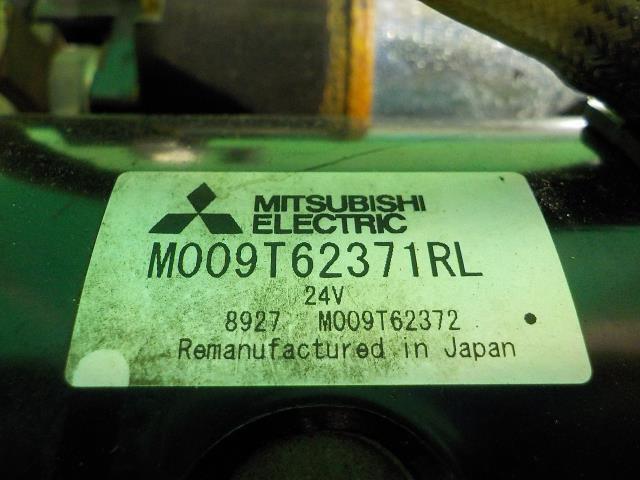 MITSUBISHI
ELECTRIC
M009T62371RL
24V
8927 M009T62372
Remanufactured in Japan